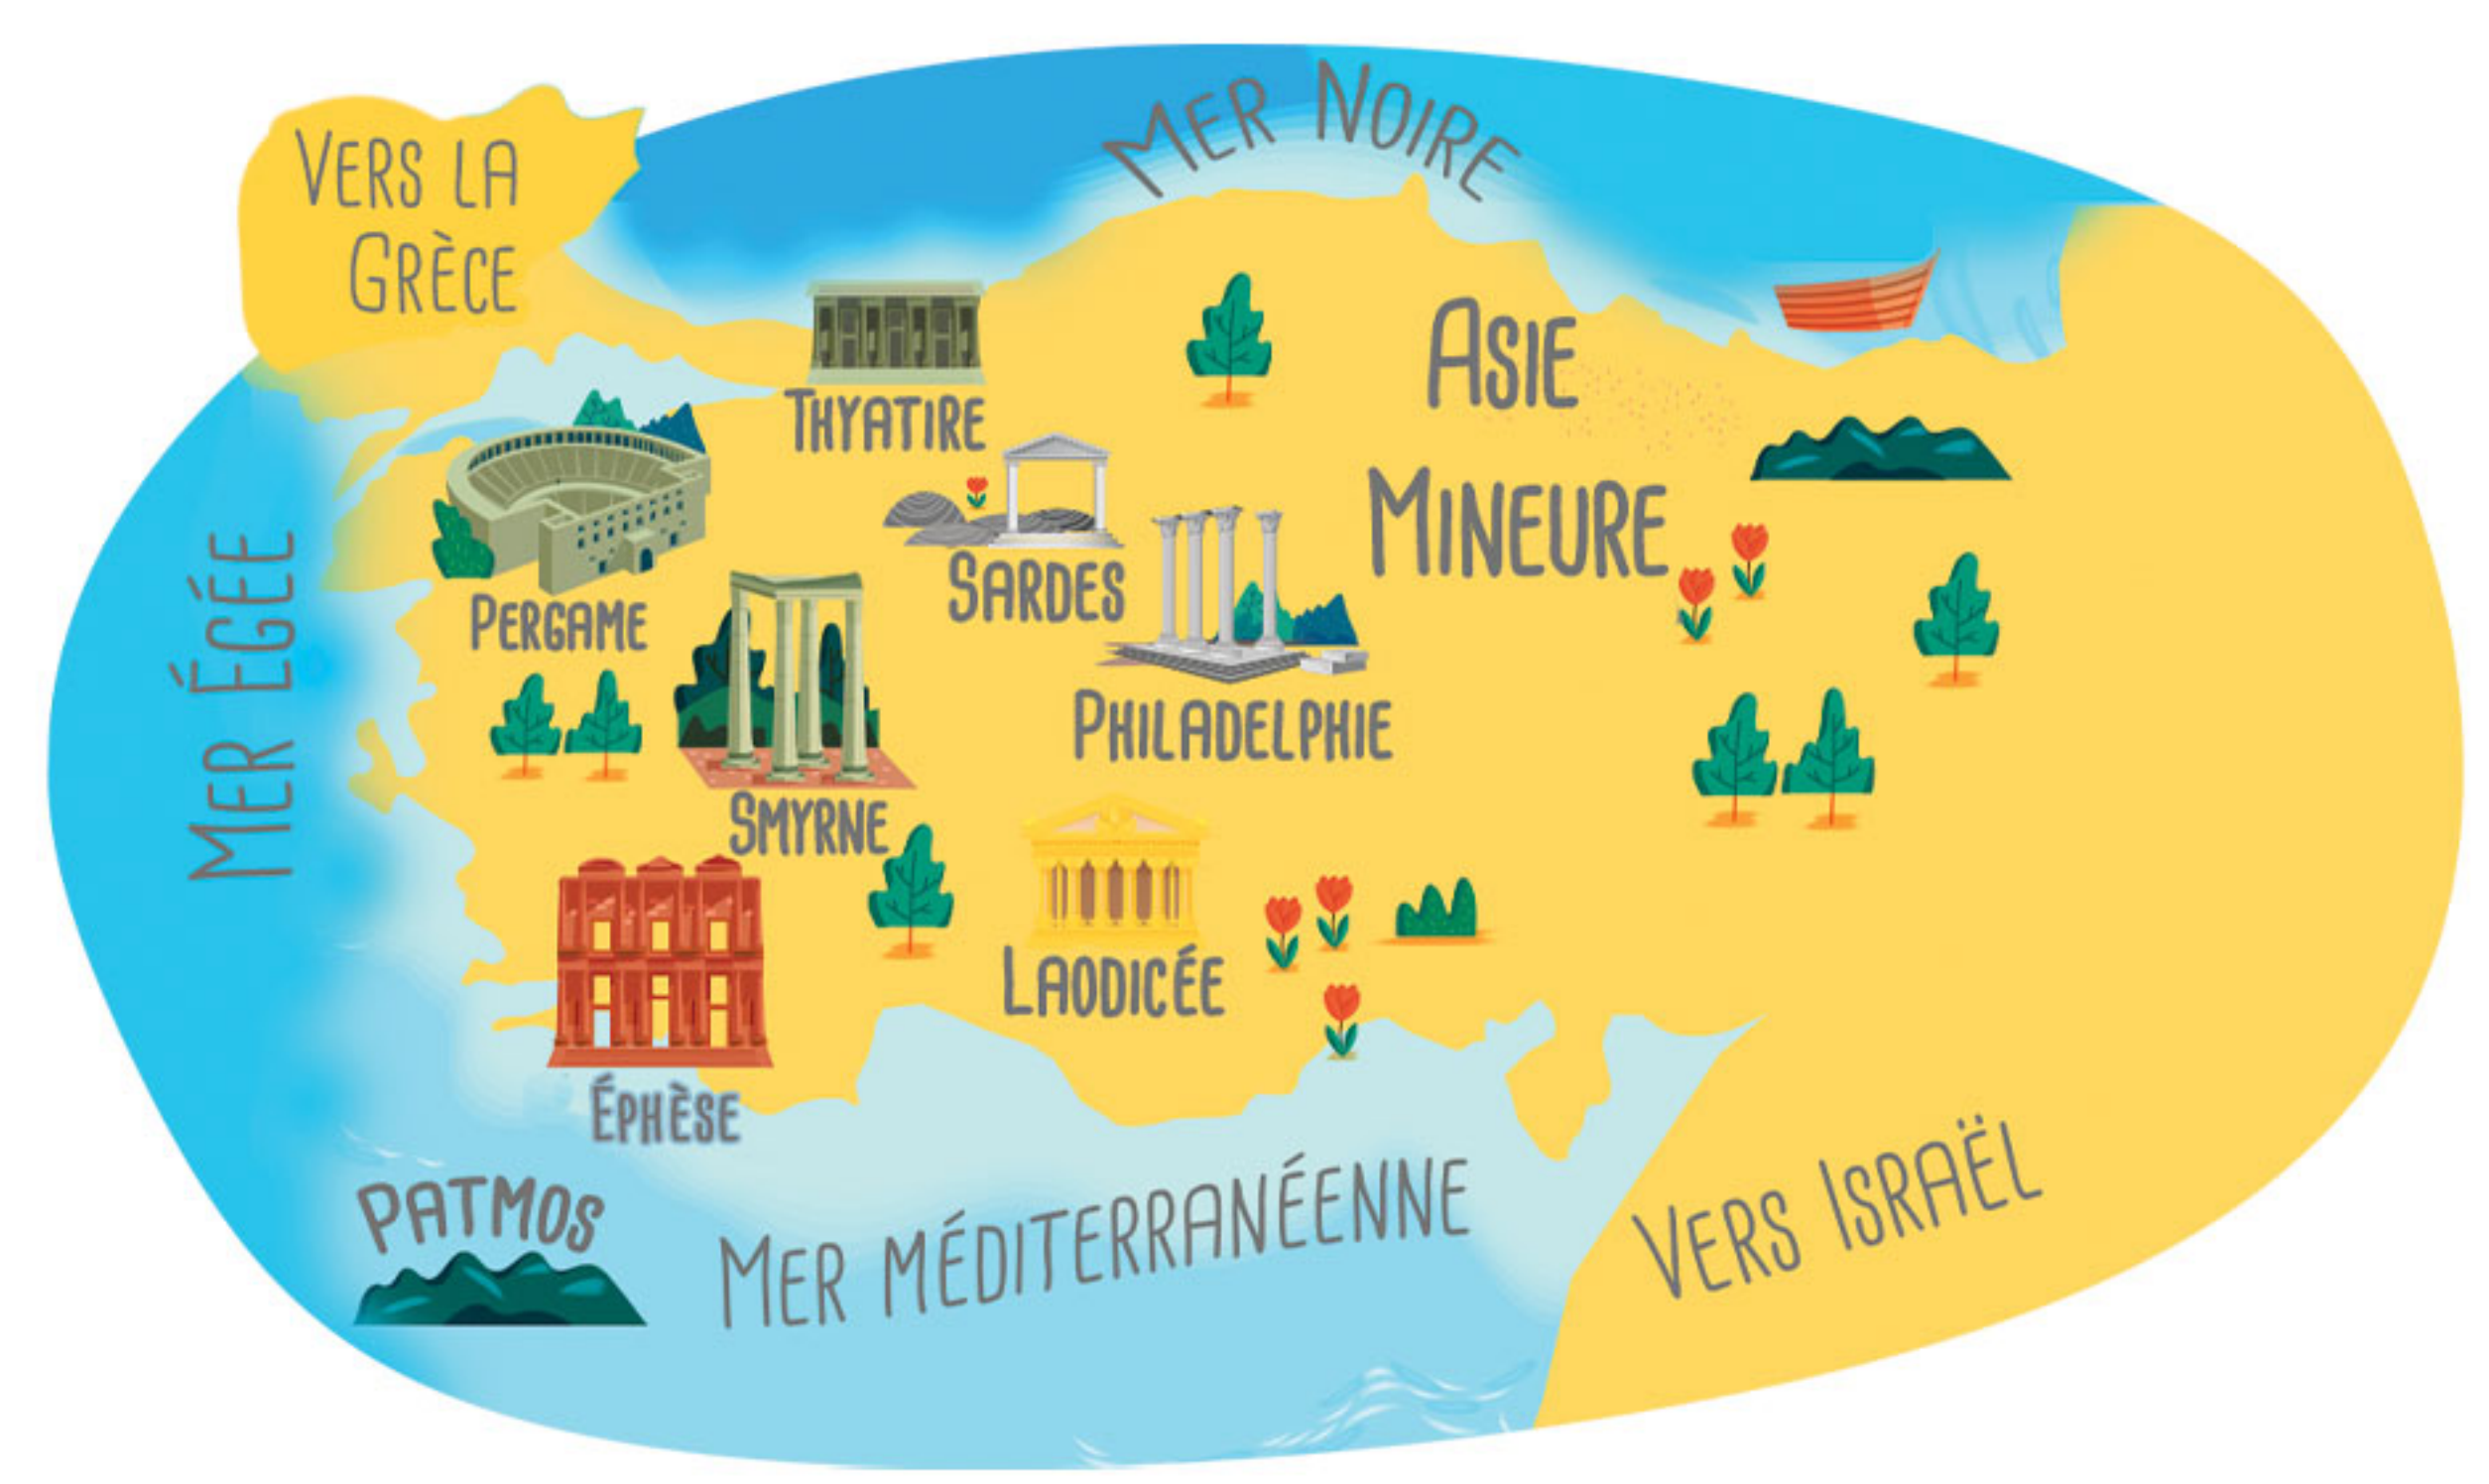 MER NOIRE
VERS LA
GRÈCE
ASIE
MINEURE
THYATIRE
SARDES
PERGAME
MER ÉGÉE
PHILADELPHIE
SMYRNE
LAODICÉE
ÉPHÈSE
PATMOS
MER MÉDITERRANÉENNE
VERS ISRAËL